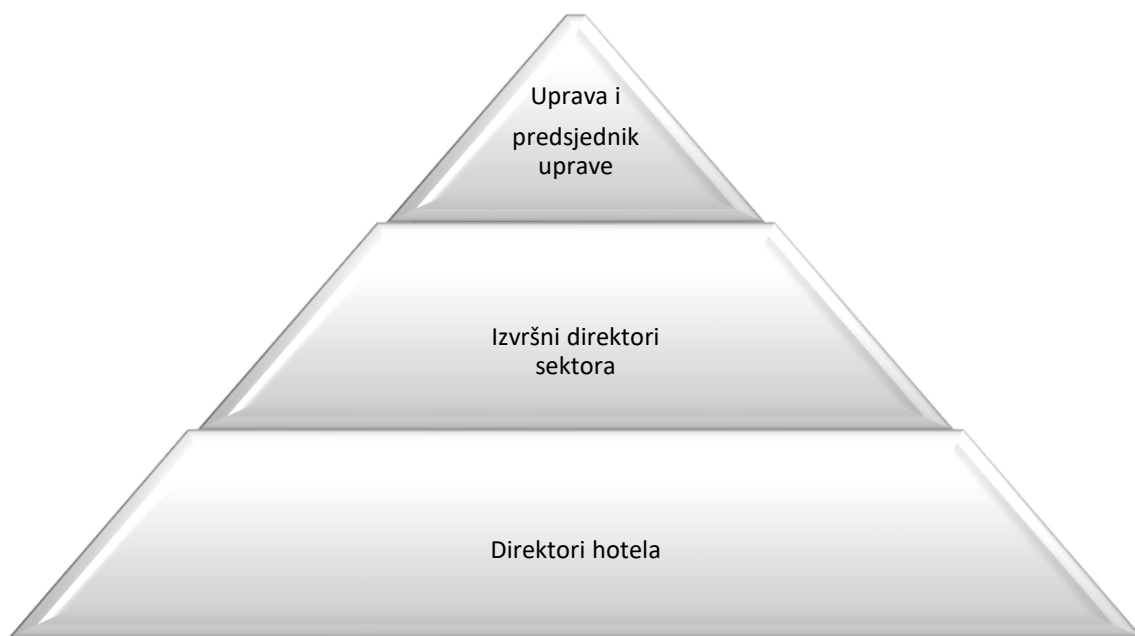 Uprava i
predsjednik
uprave
Izvršni direktori
sektora
Direktori hotela